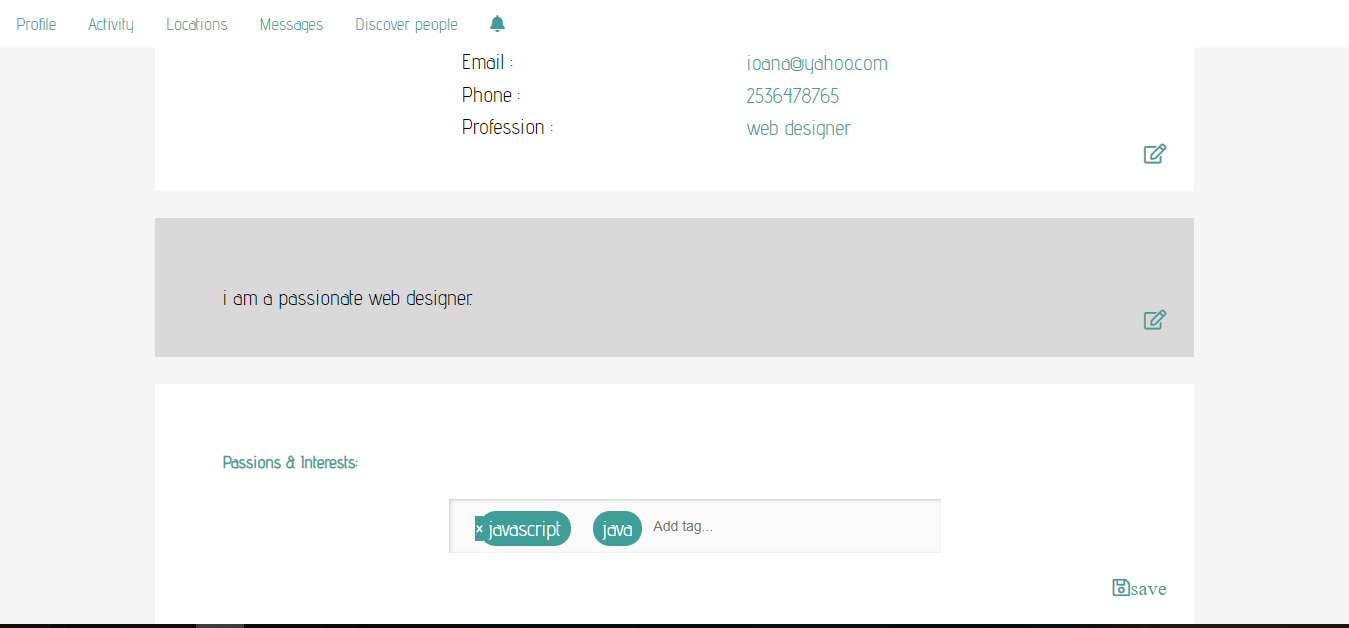 Profile Activity Locations Messages Discover people
Email : ioana@yahoo.com
Phone : 2536478765
Profession : web designer
i am a passionate web designer.
Passions & Interests:
× javascript java Add tag...
save